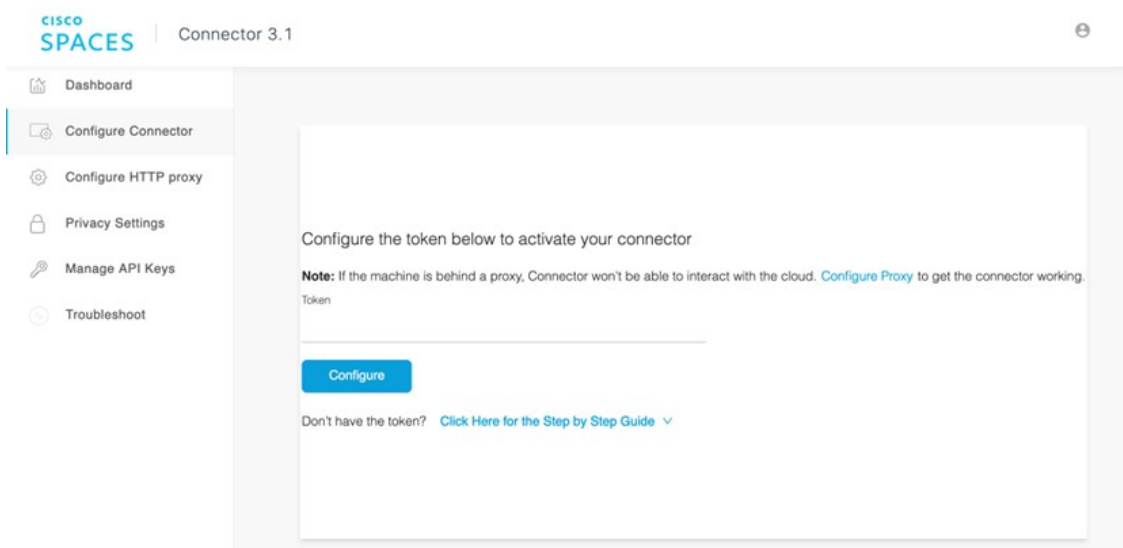 CISCO
SPACES
Connector 3.1
Dashboard
Configure Connector
Configure HTTP proxy
Privacy Settings
Manage API Keys
Troubleshoot
Configure the token below to activate your connector
Note: If the machine is behind a proxy, Connector won't be able to interact with the cloud. Configure Proxy to get the connector working.
Token
Configure
Don't have the token? Click Here for the Step by Step Guide